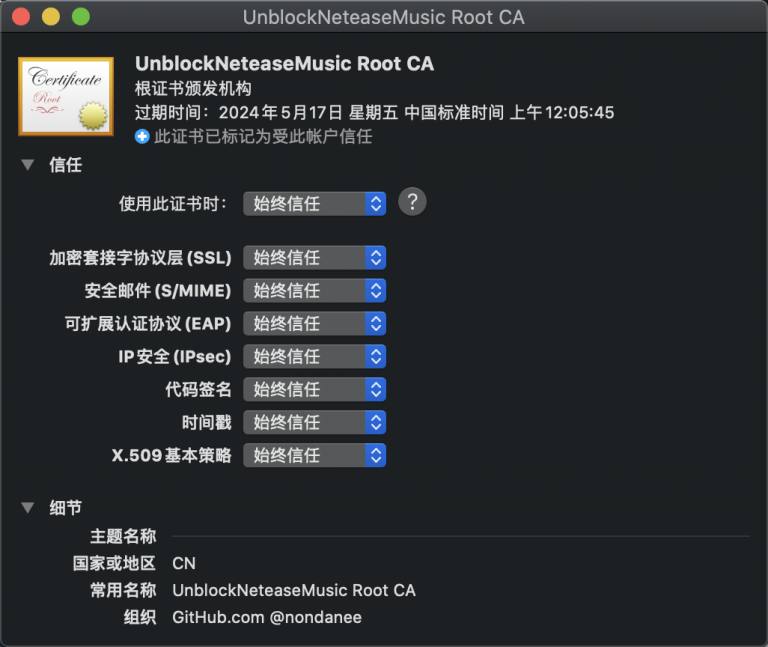 UnblockNeteaseMusic Root CA
Certificate
Root
UnblockNeteaseMusic Root CA
根证书颁发机构
过期时间：2024年5月17日 星期五 中国标准时间 上午12:05:45
此证书已标记为受此帐户信任
信任
使用此证书时： 始终信任 ?
加密套接字协议层 (SSL) 始终信任
安全邮件 (S/MIME) 始终信任
可扩展认证协议 (EAP) 始终信任
IP 安全 (IPsec) 始终信任
代码签名 始终信任
时间戳 始终信任
X.509 基本策略 始终信任
细节
主题名称
国家或地区 CN
常用名称 UnblockNeteaseMusic Root CA
组织 GitHub.com @nondanee